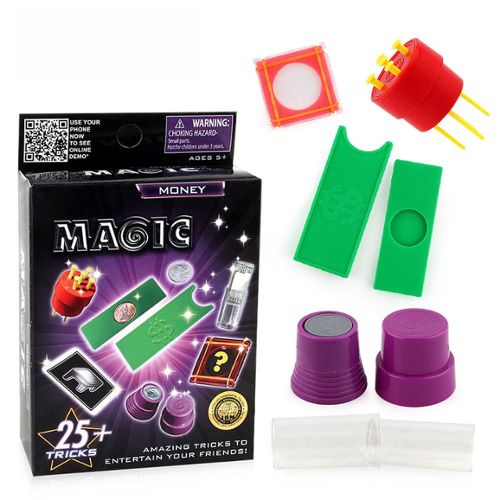 USE YOUR
PHONE
NOW
TO SEE
ONLINE
DEMO*
WARNING:
CHOKING HAZARD-
Small parts.
Not for children under 3 years.
AGES 5+
MONEY
MAGIC
?
25+
TRICKS
AMAZING TRICKS TO
ENTERTAIN YOUR FRIENDS!
$